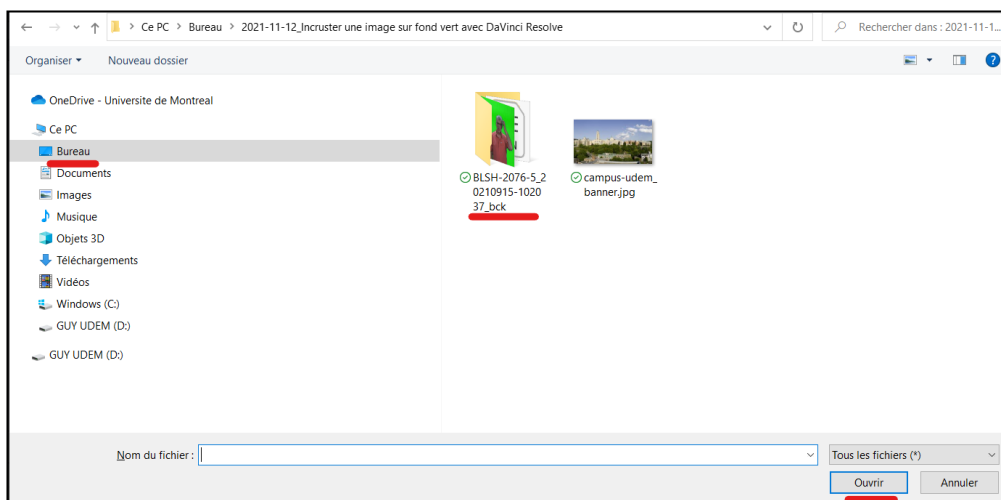 Ce PC > Bureau > 2021-11-12_Incruster une image sur fond vert avec DaVinci Resolve
Rechercher dans : 2021-11-1...
Organiser
Nouveau dossier
?
OneDrive - Universite de Montreal
Ce PC
Bureau
Documents
Images
Musique
Objets 3D
Téléchargements
Vidéos
Windows (C:)
GUY UDEM (D:)
GUY UDEM (D:)
BLSH-2076-5_2
0210915-1020
37_bck
campus-udem_
banner.jpg
Nom du fichier :
Tous les fichiers (*)
Ouvrir
Annuler